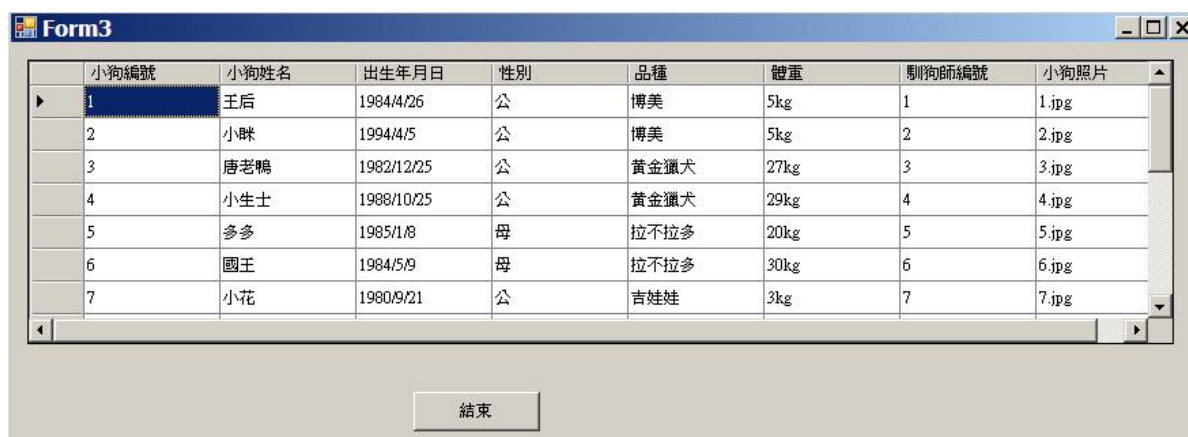 Form3
小狗編號 小狗姓名 出生年月日 性別 品種 體重 馴狗師編號 小狗照片
1 王后 1984/4/26 公 博美 5kg 1 1.jpg
2 小咪 1994/4/5 公 博美 5kg 2 2.jpg
3 唐老鴨 1982/12/25 公 黃金獵犬 27kg 3 3.jpg
4 小生士 1988/10/25 公 黃金獵犬 29kg 4 4.jpg
5 多多 1985/1/8 母 拉不拉多 20kg 5 5.jpg
6 國王 1984/5/9 母 拉不拉多 30kg 6 6.jpg
7 小花 1980/9/21 公 吉娃娃 3kg 7 7.jpg
結束